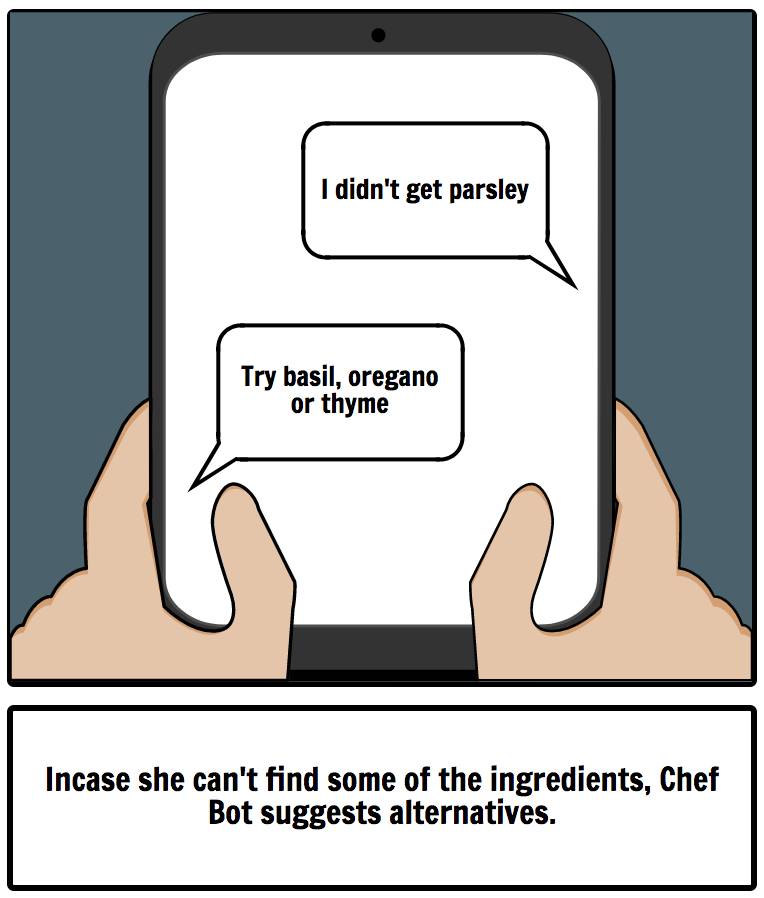 I didn't get parsley
Try basil, oregano
or thyme
Incase she can't find some of the ingredients, Chef
Bot suggests alternatives.